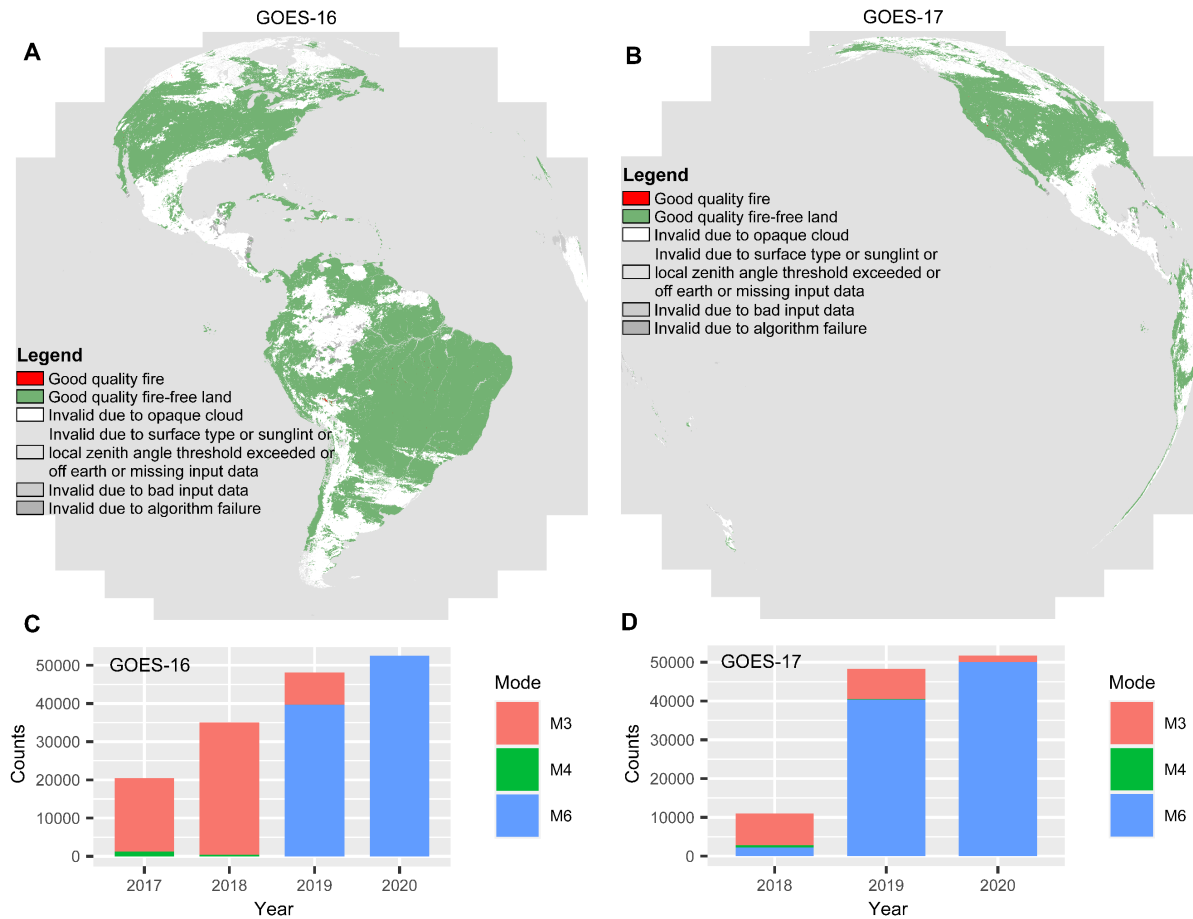 GOES-16
GOES-17
A
B
Legend
Good quality fire
Good quality fire-free land
Invalid due to opaque cloud
Invalid due to surface type or sunglint or
local zenith angle threshold exceeded or
off earth or missing input data
Invalid due to bad input data
Invalid due to algorithm failure
Legend
Good quality fire
Good quality fire-free land
Invalid due to opaque cloud
Invalid due to surface type or sunglint or
local zenith angle threshold exceeded or
off earth or missing input data
Invalid due to bad input data
Invalid due to algorithm failure
C
GOES-16
50000
40000
30000
20000
10000
0
Counts
2017 2018 2019 2020
Year
Mode
M3
M4
M6
D
GOES-17
50000
40000
30000
20000
10000
0
Counts
2018 2019 2020
Year
Mode
M3
M4
M6